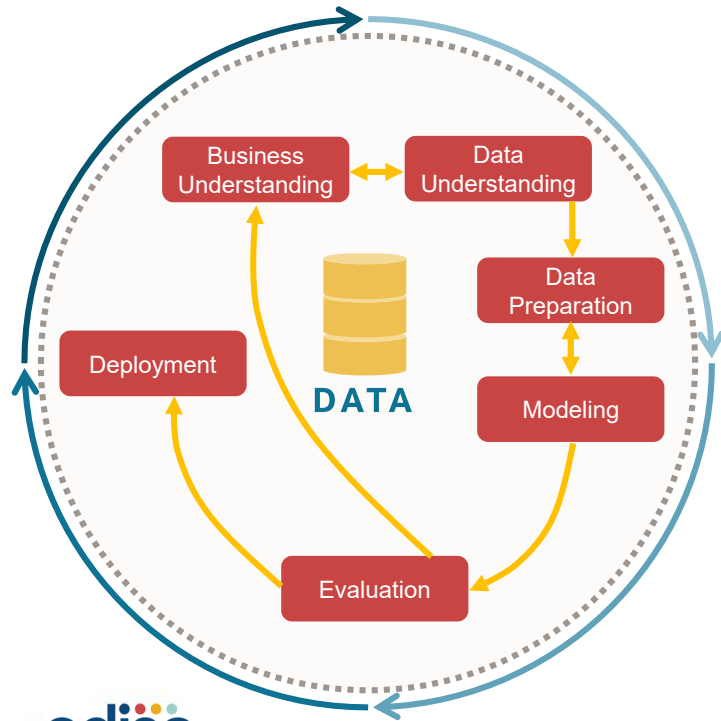 Business
Understanding
Data
Understanding
Data
Preparation
Deployment
DATA
Modeling
Evaluation